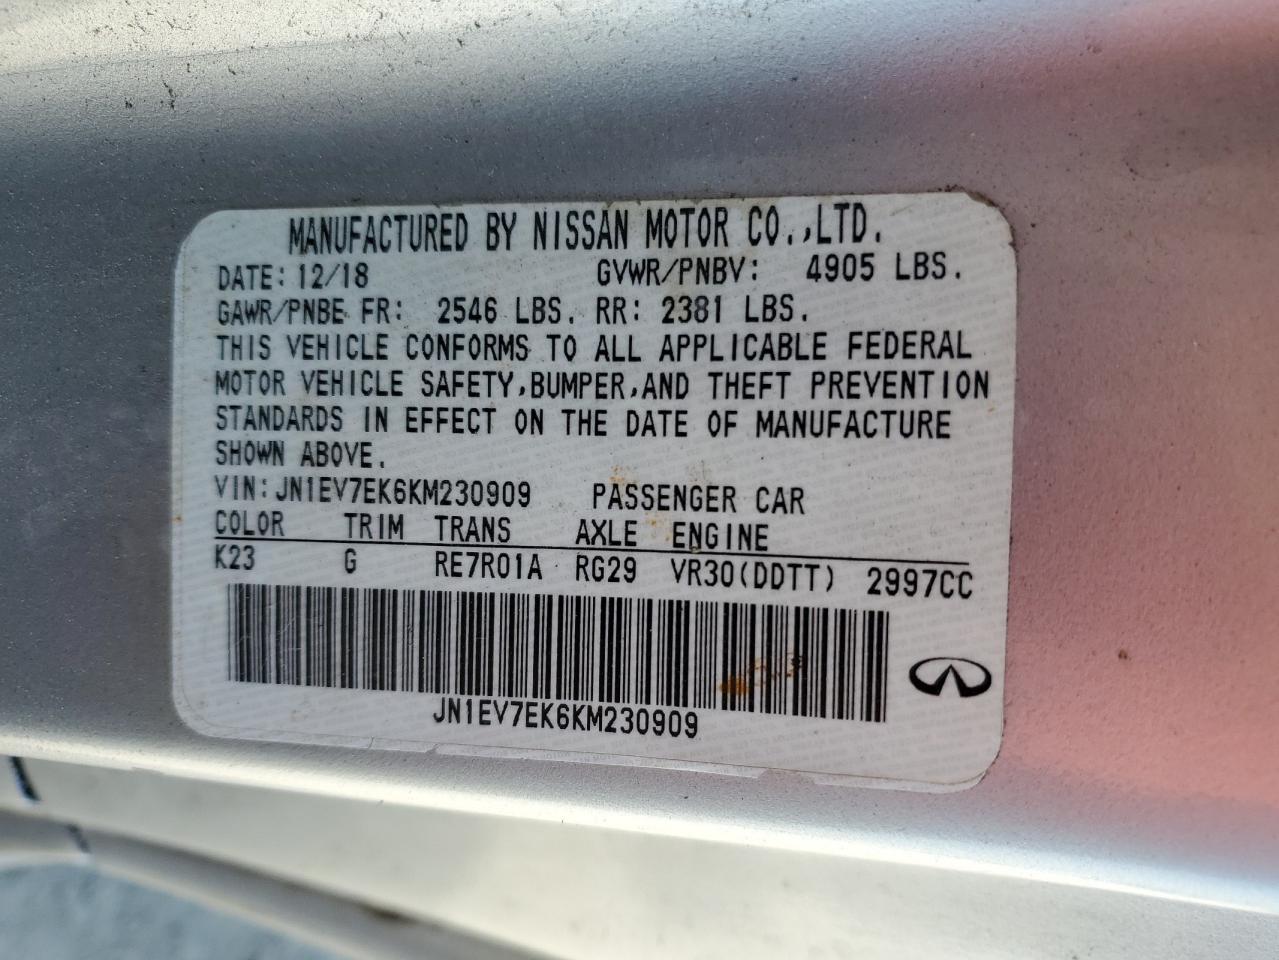 MANUFACTURED BY NISSAN MOTOR CO.,LTD.
DATE: 12/18 GVWR/PNBV: 4905 LBS.
GAWR/PNBE FR: 2546 LBS. RR: 2381 LBS.
THIS VEHICLE CONFORMS TO ALL APPLICABLE FEDERAL
MOTOR VEHICLE SAFETY,BUMPER,AND THEFT PREVENTION
STANDARDS IN EFFECT ON THE DATE OF MANUFACTURE
SHOWN ABOVE.
VIN:JN1EV7EK6KM230909 PASSENGER CAR
COLOR TRIM TRANS AXLE ENGINE
K23 G RE7R01A RG29 VR30(DDTT) 2997CC
JN1EV7EK6KM230909